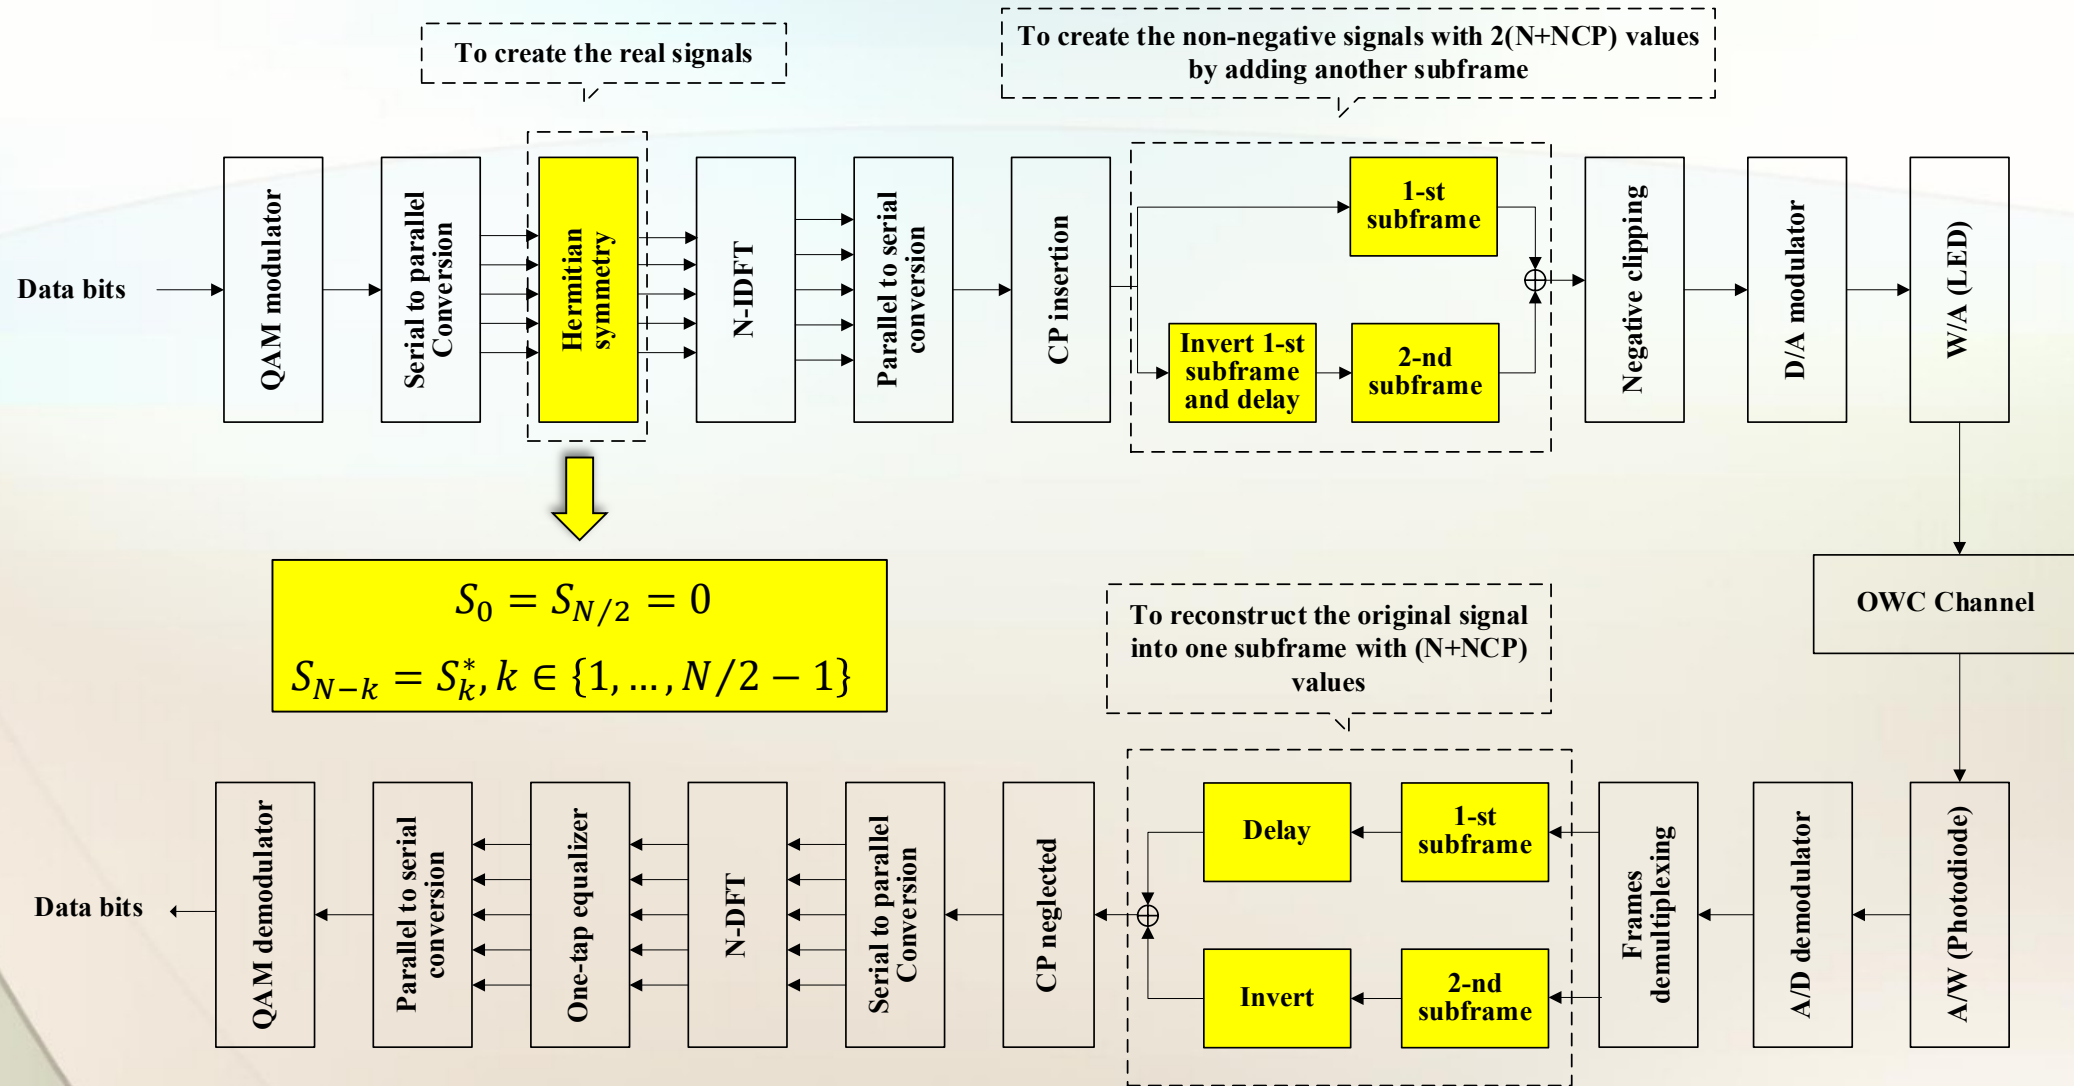 To create the real signals
To create the non-negative signals with 2(N+NCP) values
by adding another subframe
Data bits
QAM modulator
Serial to parallel
Conversion
Hermitian
symmetry
N-IDFT
Parallel to serial
conversion
CP insertion
1-st
subframe
Invert 1-st
subframe
and delay
2-nd
subframe
Negative clipping
D/A modulator
W/A (LED)
S_0 = S_{N/2} = 0
S_{N−k} = S_k^*, k ∈ {1, … , N/2 − 1}
OWC Channel
To reconstruct the original signal
into one subframe with (N+NCP)
values
Data bits
QAM demodulator
Parallel to serial
conversion
One-tap equalizer
N-DFT
Serial to parallel
Conversion
CP neglected
Delay
1-st
subframe
Invert
2-nd
subframe
Frames
demultiplexing
A/D demodulator
A/W (Photodiode)